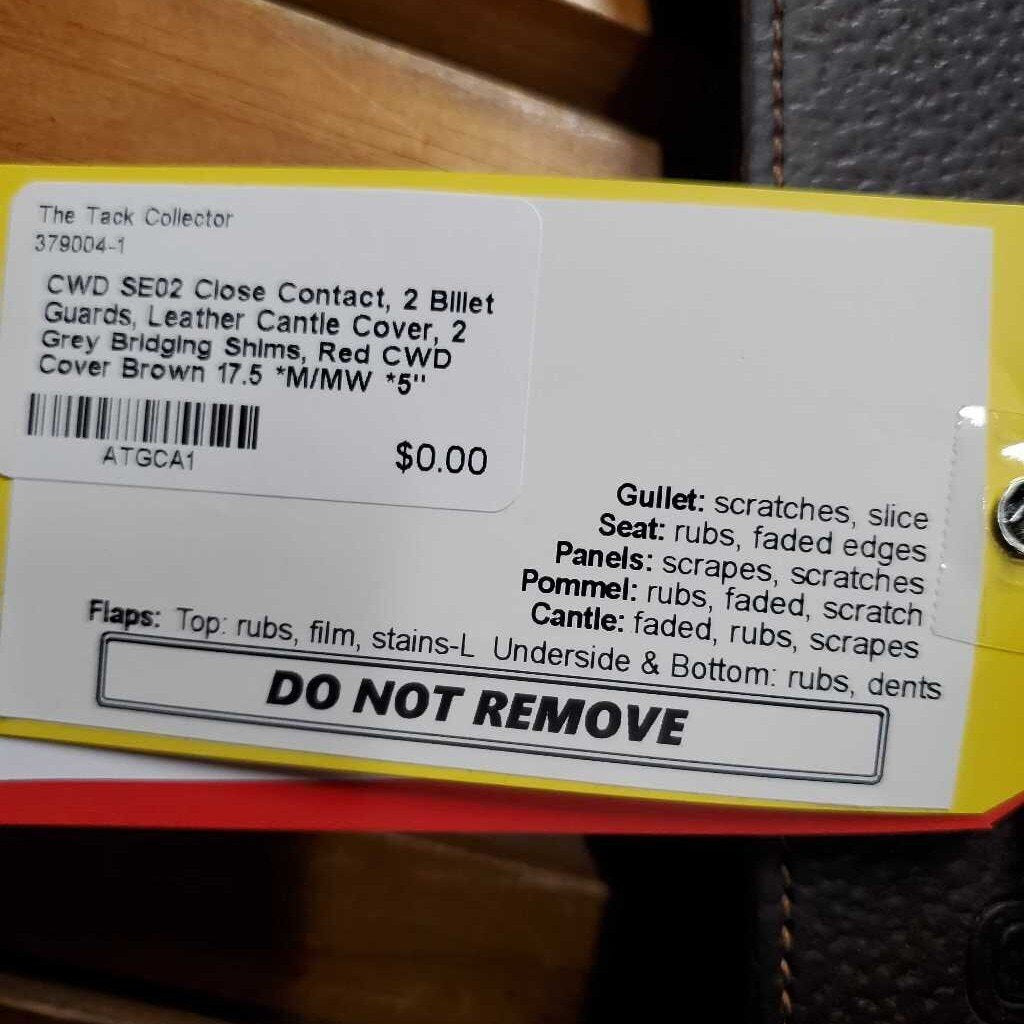 The Tack Collector
379004-1
CWD SE02 Close Contact, 2 Billet
Guards, Leather Cantle Cover, 2
Grey Bridging Shims, Red CWD
Cover Brown 17.5 *M/MW *5"
ATGCA1
$0.00
Gullet: scratches, slice
Seat: rubs, faded edges
Panels: scrapes, scratches
Pommel: rubs, faded, scratch
Cantle: faded, rubs, scrapes
Flaps: Top: rubs, film, stains-L Underside & Bottom: rubs, dents
DO NOT REMOVE